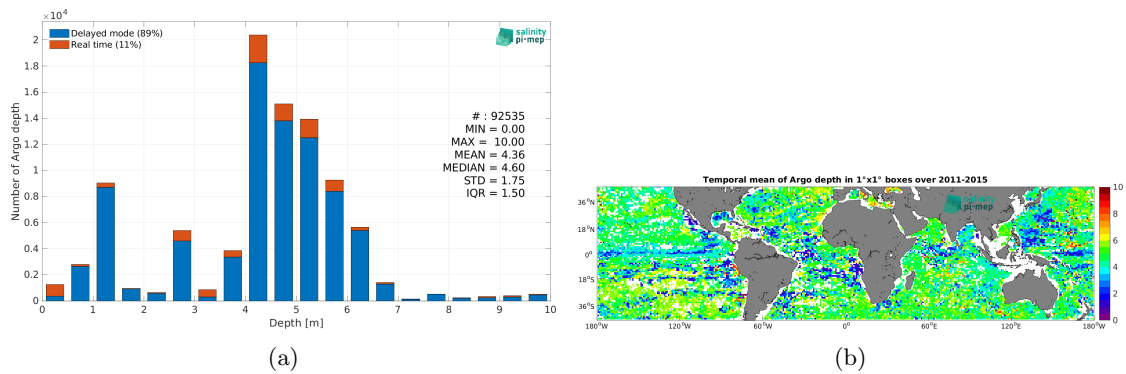 ×10⁴
Delayed mode (89%)
Real time (11%)
salinity
pi-mep
2
1.8
1.6
1.4
1.2
1
0.8
0.6
0.4
0.2
0
Number of Argo depth
# : 92535
MIN = 0.00
MAX = 10.00
MEAN = 4.36
MEDIAN = 4.60
STD = 1.75
IQR = 1.50
0 1 2 3 4 5 6 7 8 9 10
Depth [m]
(a)
Temporal mean of Argo depth in 1°x1° boxes over 2011-2015
salinity
pi-mep
36°N
18°N
0°
18°S
36°S
180°W 120°W 60°W 0° 60°E 120°E 180°E
10
8
6
4
2
0
(b)